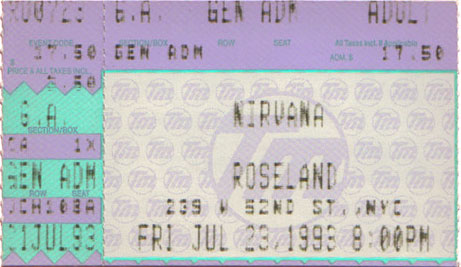 G.A. GEN ADM ADULT
EVENT CODE SECTION/BOX ROW SEAT All Taxes Incl. If Applicable
17.50 GEN ADM ADM. $ 17.50
PRICE & ALL TAXES INCL.
G.A. NIRVANA
SECTION/BOX
CA 1X
GEN ADM ROSELAND
ROW SEAT
239 W 52ND ST., NYC
FRI JUL 23,1993 8:00PM